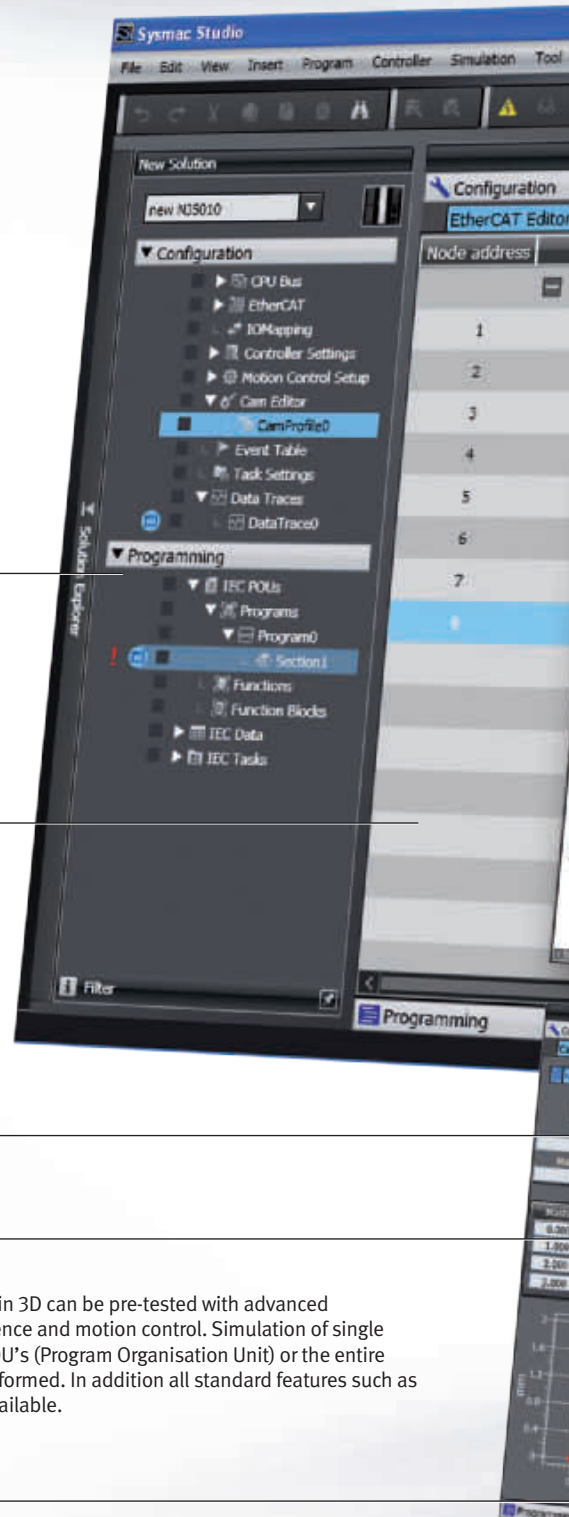 Sysmac Studio
File Edit View Insert Program Controller Simulation Tool
New Solution
new NJ5010
Configuration
CPU Bus
EtherCAT
IOMapping
Controller Settings
Motion Control Setup
Cam Editor
CamProfile0
Event Table
Task Settings
Data Traces
DataTrace0
Programming
IEC POUs
Programs
Program0
Section1
Functions
Function Blocks
IEC Data
IEC Tasks
Solution Explorer
Filter
Configuration
EtherCAT Editor
Node address
1
2
3
4
5
6
7
8
Programming
in 3D can be pre-tested with advanced
ence and motion control. Simulation of single
OU's (Program Organisation Unit) or the entire
formed. In addition all standard features such as
ailable.